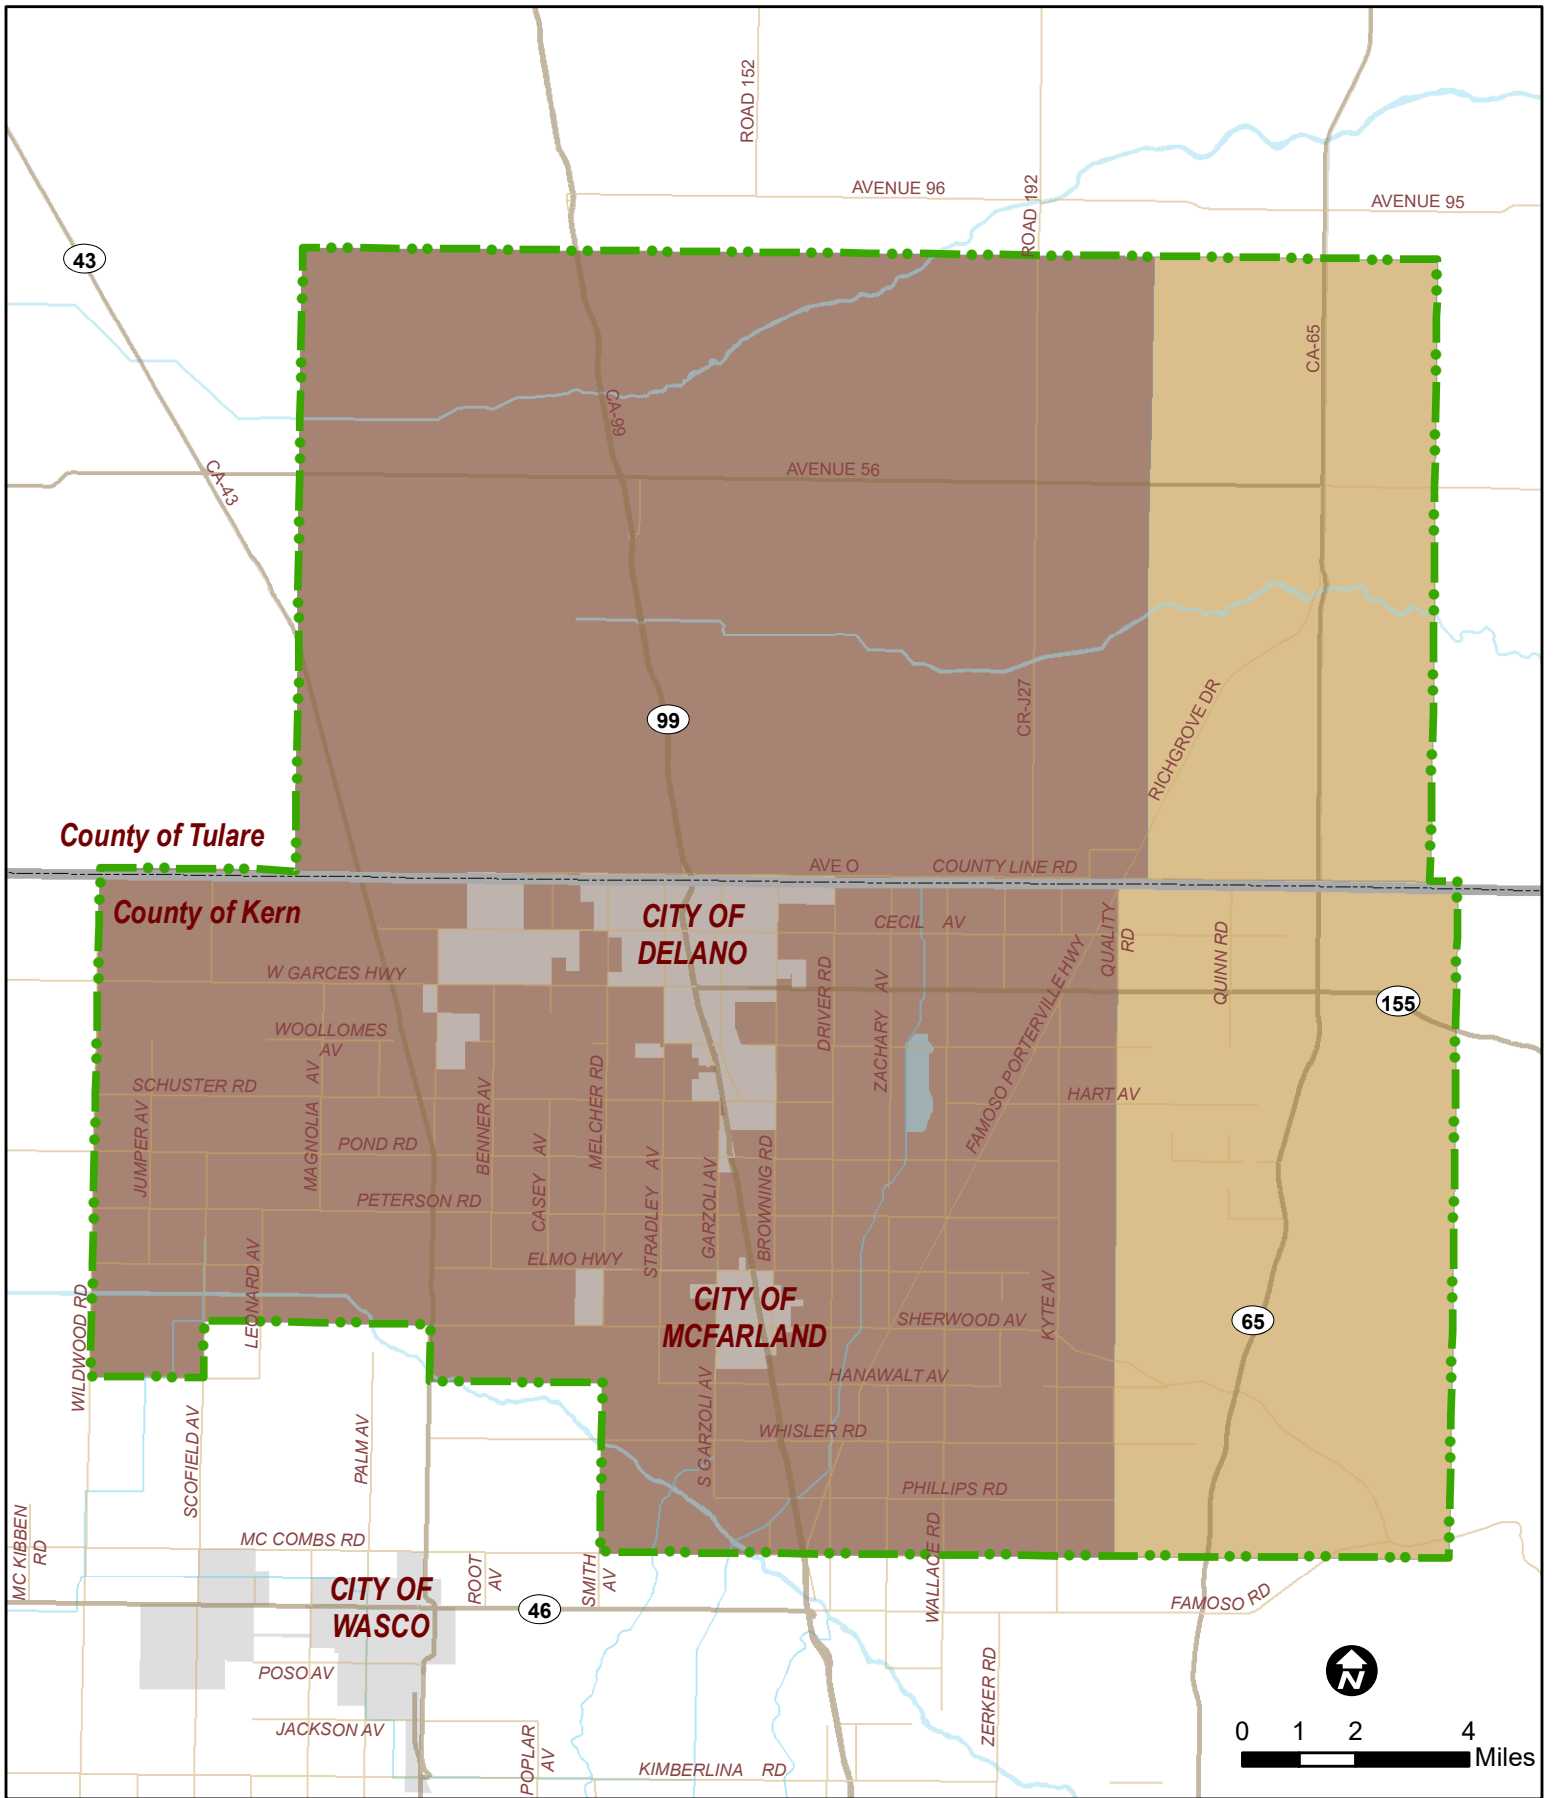 ROAD 152
AVENUE 96
ROAD 192
AVENUE 95
43
CA-65
CA-99
CA-43
AVENUE 56
CR-J27
99
RICHGROVE DR
County of Tulare
AVE O
COUNTY LINE RD
County of Kern
CITY OF
DELANO
CECIL AV
QUALITY
RD
QUINN RD
W GARCES HWY
DRIVER RD
ZACHARY AV
FAMOSO PORTERVILLE HWY
155
WOOLLOMES
AV
SCHUSTER RD
MAGNOLIA AV
JUMPER AV
BENNER AV
CASEY AV
MELCHER RD
HART AV
POND RD
STRADLEY AV
GARZOLI AV
BROWNING RD
PETERSON RD
ELMO HWY
LEONARD AV
WILDWOOD RD
CITY OF
MCFARLAND
SHERWOOD AV
KYTE AV
65
HANAWALT AV
S GARZOLI AV
WHISLER RD
SCOFIELD AV
PALM AV
PHILLIPS RD
MC KIBBEN
RD
MC COMBS RD
ROOT
AV
SMITH
AV
WALLACE RD
CITY OF
WASCO
46
FAMOSO RD
POSO AV
JACKSON AV
POPLAR
AV
KIMBERLINA RD
ZERKER RD
N
0 1 2 4
Miles